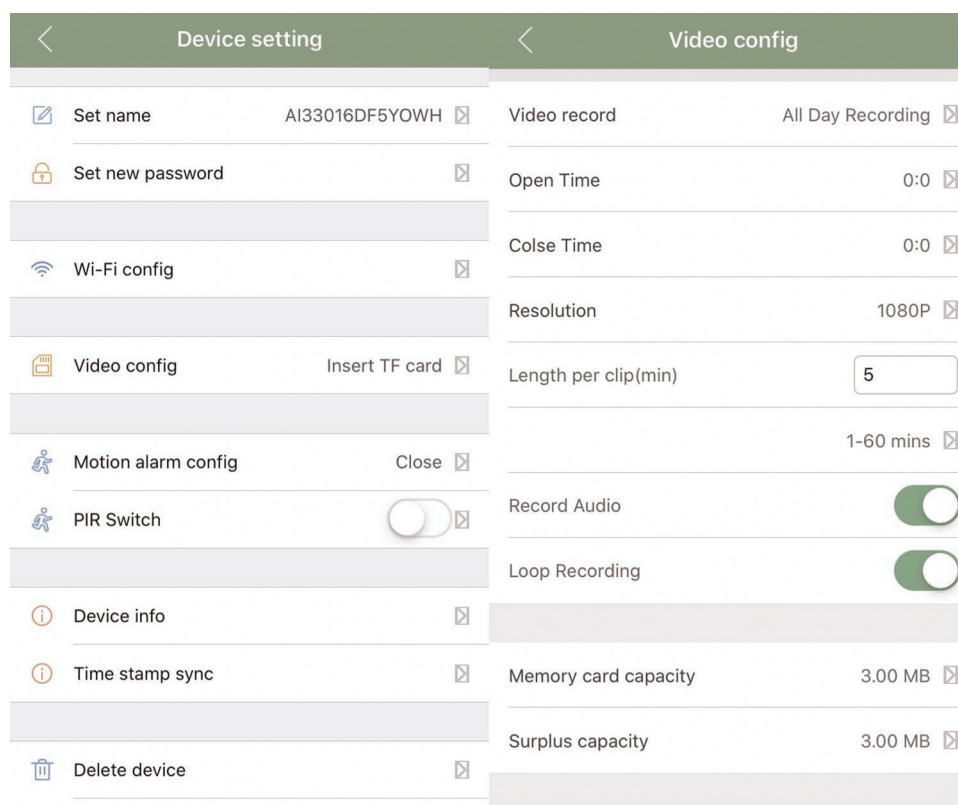 Device setting
Set name AI33016DF5YOWH
Set new password
Wi-Fi config
Video config Insert TF card
Motion alarm config Close
PIR Switch
Device info
Time stamp sync
Delete device
Video config
Video record All Day Recording
Open Time 0:0
Colse Time 0:0
Resolution 1080P
Length per clip(min) 5
1-60 mins
Record Audio
Loop Recording
Memory card capacity 3.00 MB
Surplus capacity 3.00 MB